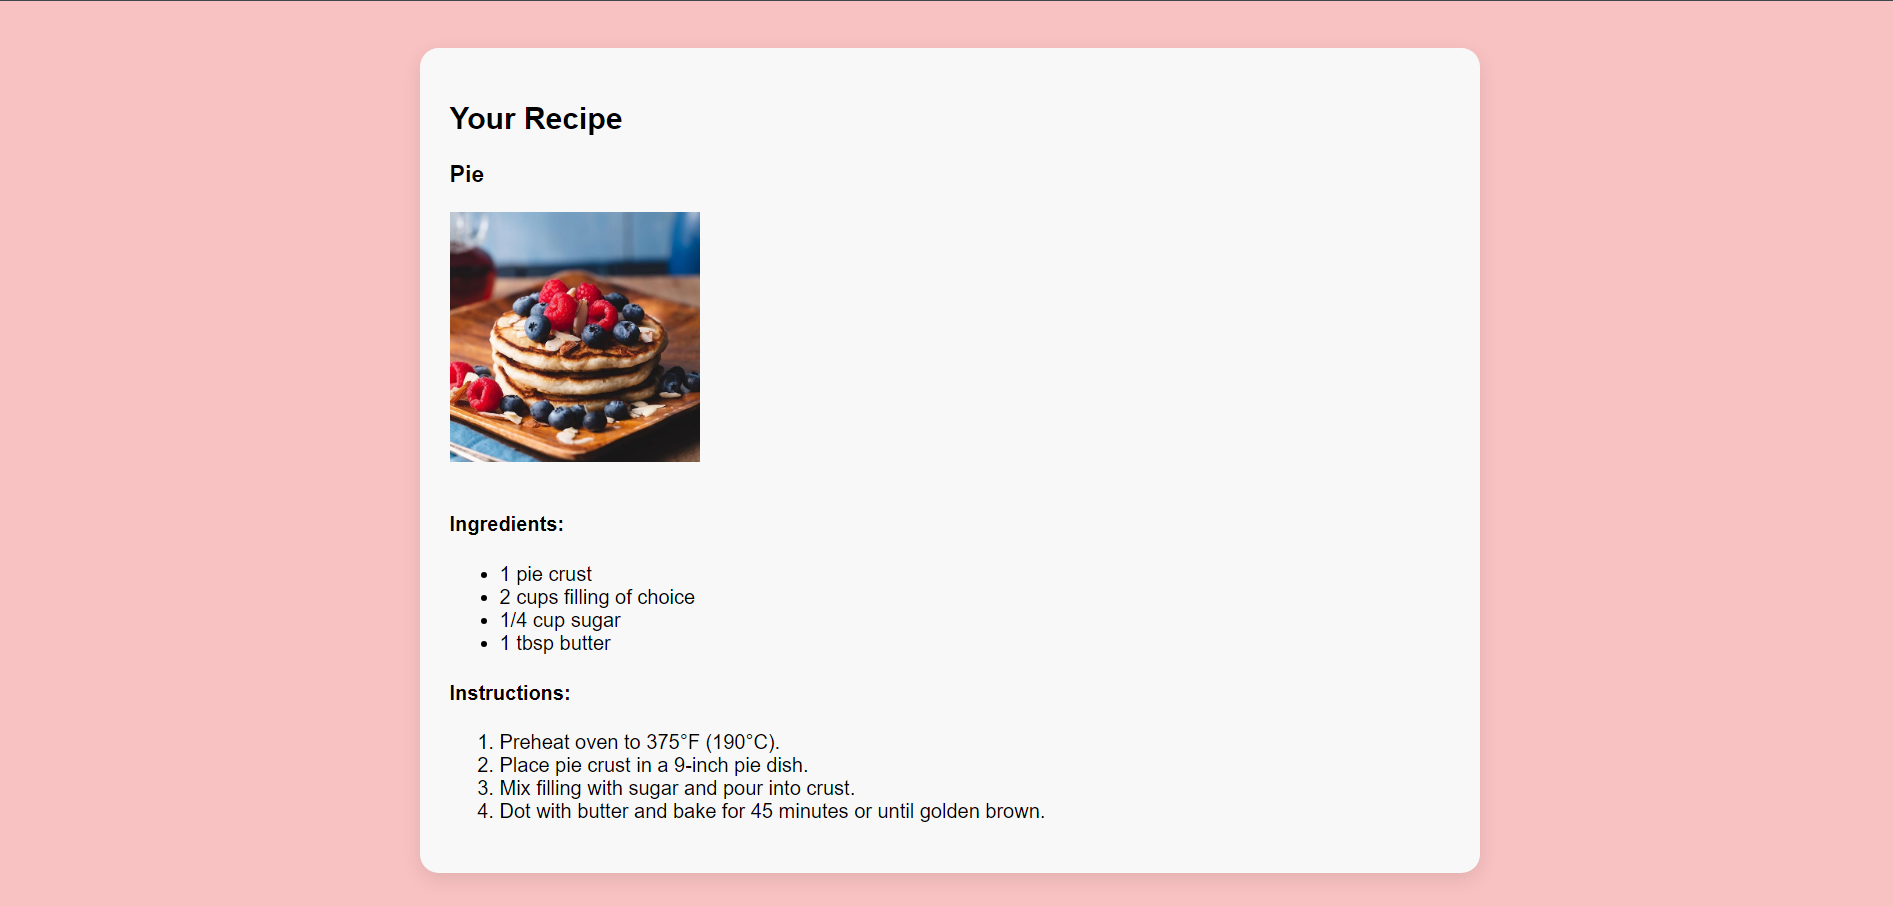 Your Recipe
Pie
Ingredients:
• 1 pie crust
• 2 cups filling of choice
• 1/4 cup sugar
• 1 tbsp butter
Instructions:
1. Preheat oven to 375°F (190°C).
2. Place pie crust in a 9-inch pie dish.
3. Mix filling with sugar and pour into crust.
4. Dot with butter and bake for 45 minutes or until golden brown.